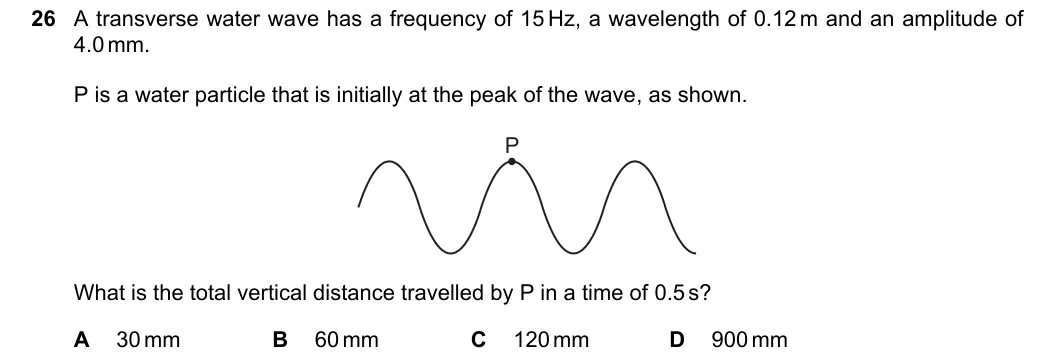 26 A transverse water wave has a frequency of 15 Hz, a wavelength of 0.12 m and an amplitude of
4.0 mm.
P is a water particle that is initially at the peak of the wave, as shown.
P
What is the total vertical distance travelled by P in a time of 0.5 s?
A 30 mm B 60 mm C 120 mm D 900 mm